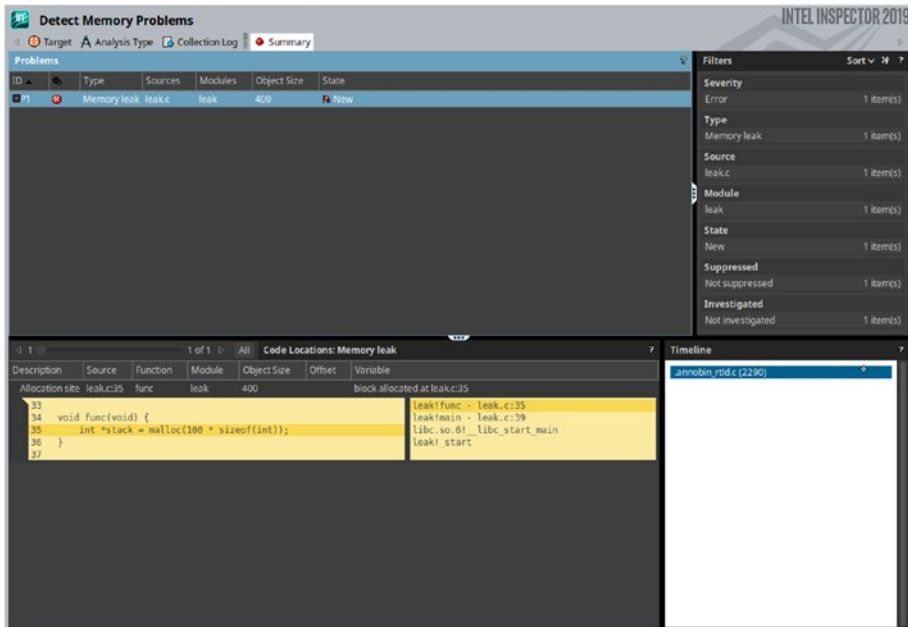 Detect Memory Problems
INTEL INSPECTOR 2019
Target Analysis Type Collection Log Summary
Problems
ID Type Sources Modules Object Size State
P1 Memory leak leak.c leak 400 New
Filters Sort ?
Severity
Error 1 item(s)
Type
Memory leak 1 item(s)
Source
leak.c 1 item(s)
Module
leak 1 item(s)
State
New 1 item(s)
Suppressed
Not suppressed 1 item(s)
Investigated
Not investigated 1 item(s)
1 1 of 1 All Code Locations: Memory leak ?
Description Source Function Module Object Size Offset Variable
Allocation site leak.c:35 func leak 400 block allocated at leak.c:35
33
34 void func(void) {
35 int *stack = malloc(100 * sizeof(int));
36 }
37
leak!func - leak.c:35
leak!main - leak.c:39
libc.so.6!__libc_start_main
leak!_start
Timeline ?
.annobin_rtld.c (2290)